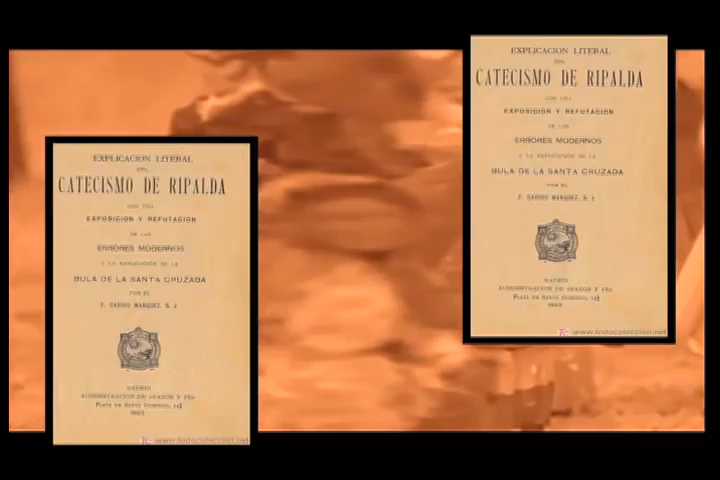 EXPLICACION LITERAL
DEL
CATECISMO DE RIPALDA
CON UNA
EXPOSICION Y REFUTACION
DE LOS
ERRORES MODERNOS
Y LA EXPLICACIÓN DE LA
BULA DE LA SANTA CRUZADA
POR EL
P. GABINO MARQUEZ, S. J.
MADRID
ADMINISTRACION DE «RAZON Y FE»
PLAZA DE SANTO DOMINGO, 14
TC www.todocoleccion.net
EXPLICACION LITERAL
DEL
CATECISMO DE RIPALDA
CON UNA
EXPOSICION Y REFUTACION
DE LOS
ERRORES MODERNOS
Y LA EXPLICACIÓN DE LA
BULA DE LA SANTA CRUZADA
POR EL
P. GABINO MARQUEZ, S. J.
MADRID
ADMINISTRACION DE «RAZON Y FE»
PLAZA DE SANTO DOMINGO, 14
TC www.todocoleccion.net